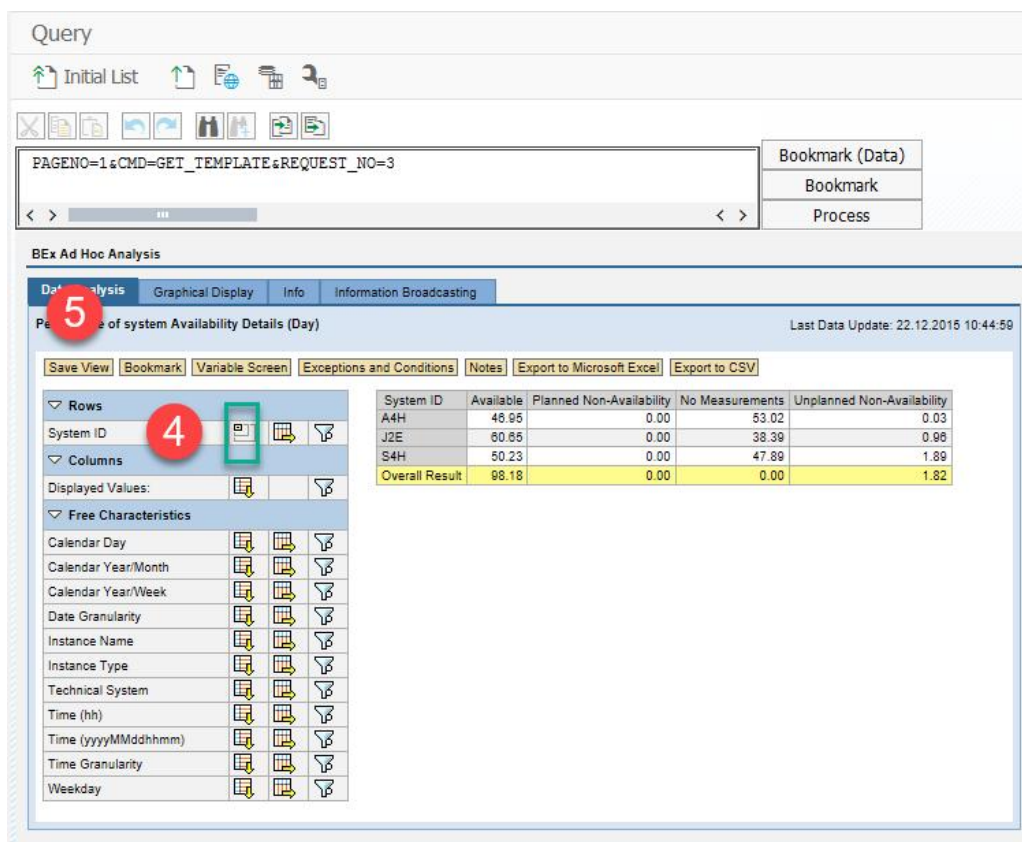 Query
Initial List
PAGENO=1&CMD=GET_TEMPLATE&REQUEST_NO=3
Bookmark (Data)
Bookmark
Process
BEx Ad Hoc Analysis
Graphical Display Info Information Broadcasting
5
of system Availability Details (Day) Last Data Update: 22.12.2015 10:44:59
Save View Bookmark Variable Screen Exceptions and Conditions Notes Export to Microsoft Excel Export to CSV
Rows
System ID
4
Columns
Displayed Values:
Free Characteristics
Calendar Day
Calendar Year/Month
Calendar Year/Week
Date Granularity
Instance Name
Instance Type
Technical System
Time (hh)
Time (yyyyMMddhhmm)
Time Granularity
Weekday
System ID Available Planned Non-Availability No Measurements Unplanned Non-Availability
A4H 46.95 0.00 53.02 0.03
J2E 60.65 0.00 38.39 0.96
S4H 50.23 0.00 47.89 1.89
Overall Result 98.18 0.00 0.00 1.82